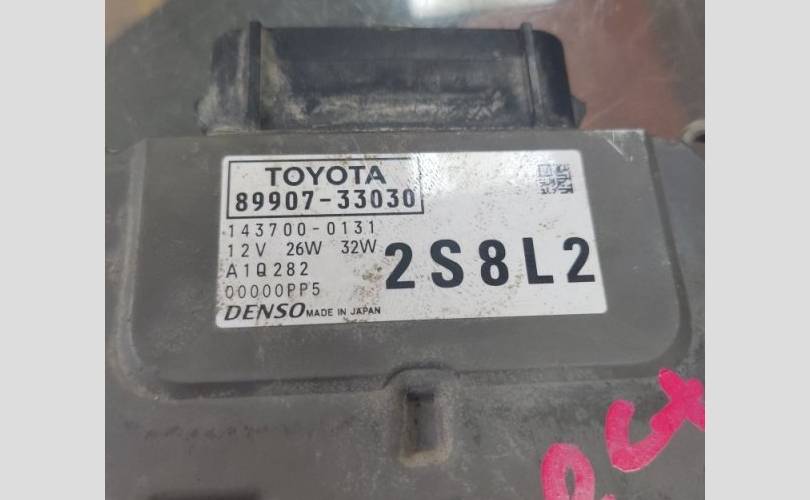 TOYOTA
89907-33030
143700-0131
12V 26W 32W
2S8L2
A1Q282
00000PP5
DENSO MADE IN JAPAN